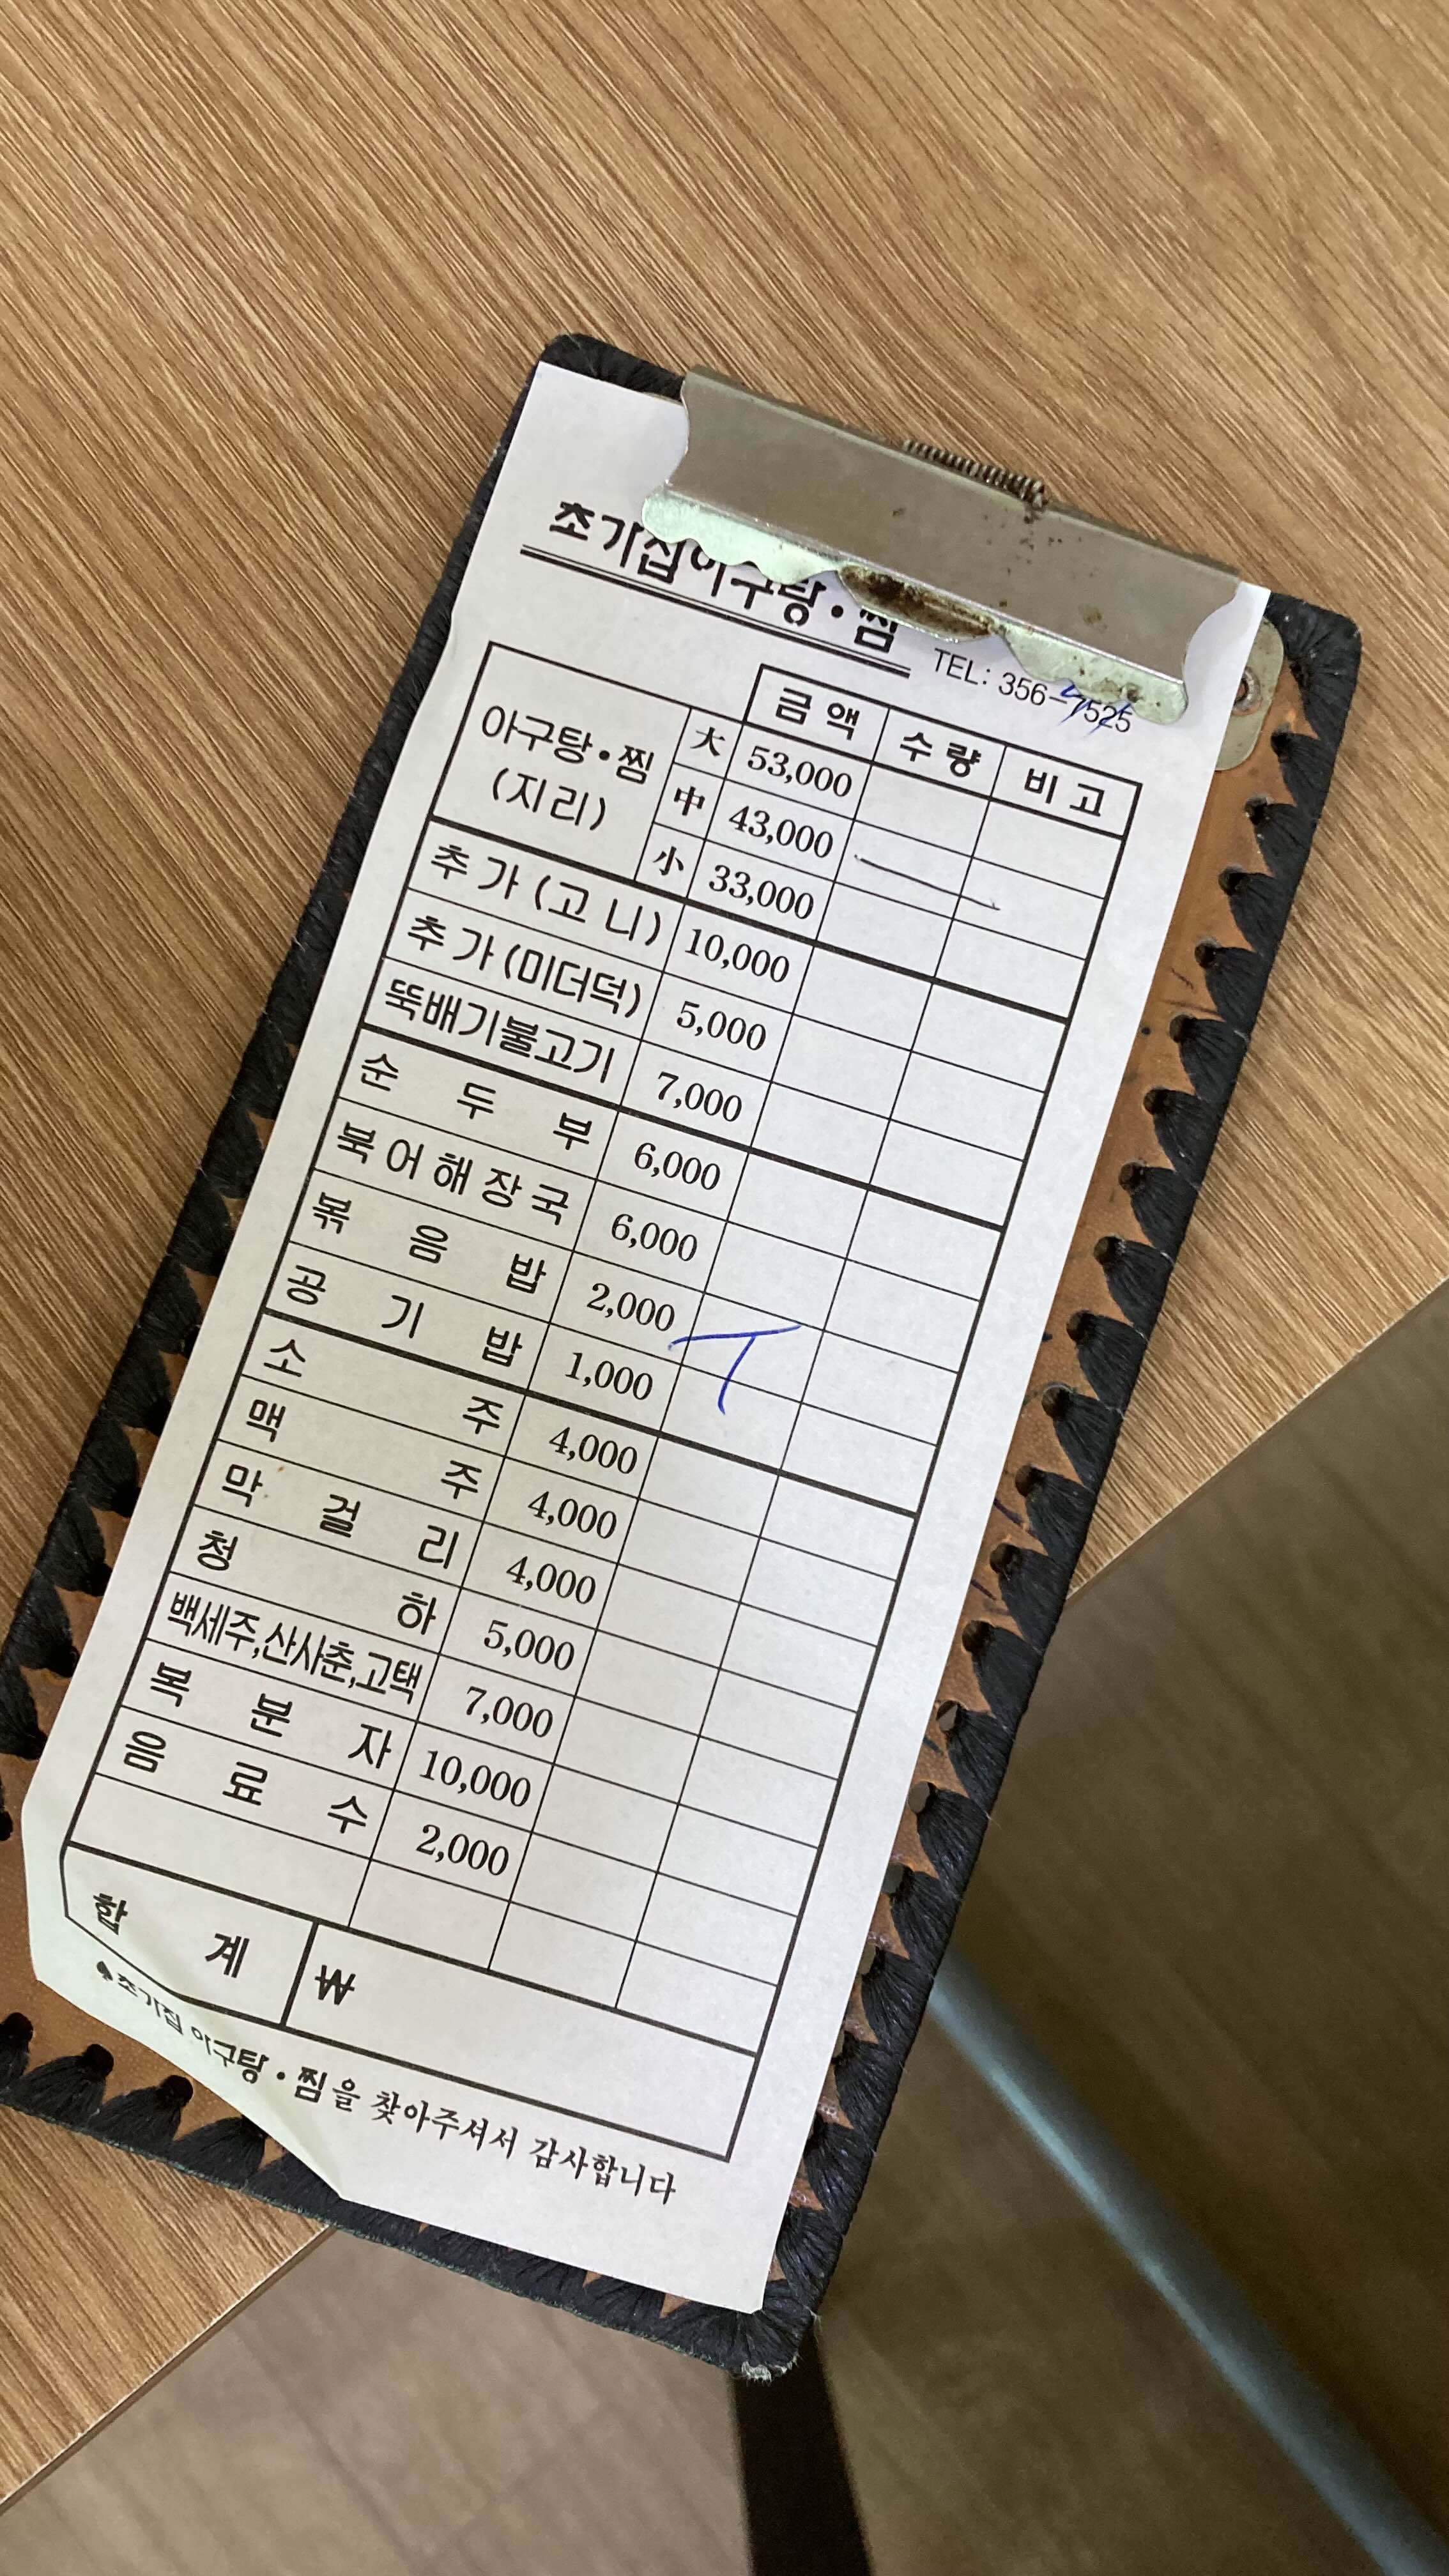 초가집아구탕·찜
TEL: 356-7525
금액 수량 비고
아구탕·찜 (지리) 大 53,000
中 43,000
小 33,000
추가(고니) 10,000
추가(미더덕) 5,000
뚝배기불고기 7,000
순두부 6,000
북어해장국 6,000
볶음밥 2,000
공기밥 1,000
소주 4,000
맥주 4,000
막걸리 4,000
청하 5,000
백세주,산사춘,고택 7,000
복분자 10,000
음료수 2,000
합계 ₩
♠초가집 아구탕·찜을 찾아주셔서 감사합니다